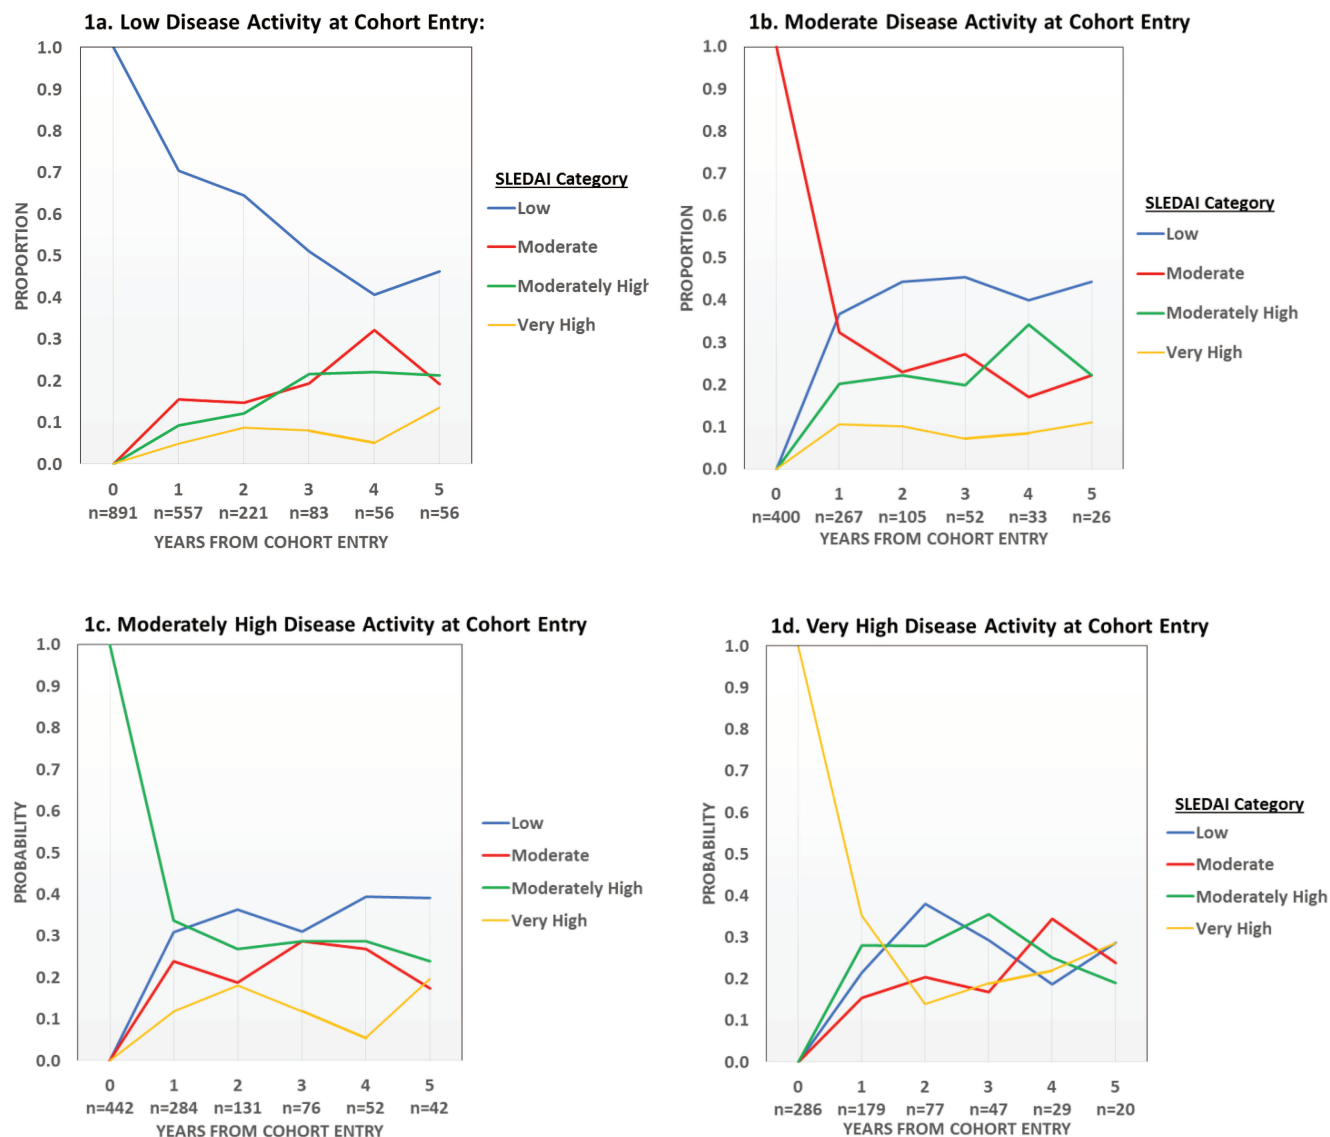 1a. Low Disease Activity at Cohort Entry:
1.0
0.9
0.8
0.7
0.6
0.5
0.4
0.3
0.2
0.1
0.0
PROPORTION
0 1 2 3 4 5
n=891 n=557 n=221 n=83 n=56 n=56
YEARS FROM COHORT ENTRY
SLEDAI Category
Low
Moderate
Moderately High
Very High
1b. Moderate Disease Activity at Cohort Entry
1.0
0.9
0.8
0.7
0.6
0.5
0.4
0.3
0.2
0.1
0.0
PROPORTION
0 1 2 3 4 5
n=400 n=267 n=105 n=52 n=33 n=26
YEARS FROM COHORT ENTRY
SLEDAI Category
Low
Moderate
Moderately High
Very High
1c. Moderately High Disease Activity at Cohort Entry
1.0
0.9
0.8
0.7
0.6
0.5
0.4
0.3
0.2
0.1
0.0
PROBABILITY
0 1 2 3 4 5
n=442 n=284 n=131 n=76 n=52 n=42
YEARS FROM COHORT ENTRY
Low
Moderate
Moderately High
Very High
1d. Very High Disease Activity at Cohort Entry
1.0
0.9
0.8
0.7
0.6
0.5
0.4
0.3
0.2
0.1
0.0
PROBABILITY
0 1 2 3 4 5
n=286 n=179 n=77 n=47 n=29 n=20
YEARS FROM COHORT ENTRY
SLEDAI Category
Low
Moderate
Moderately High
Very High